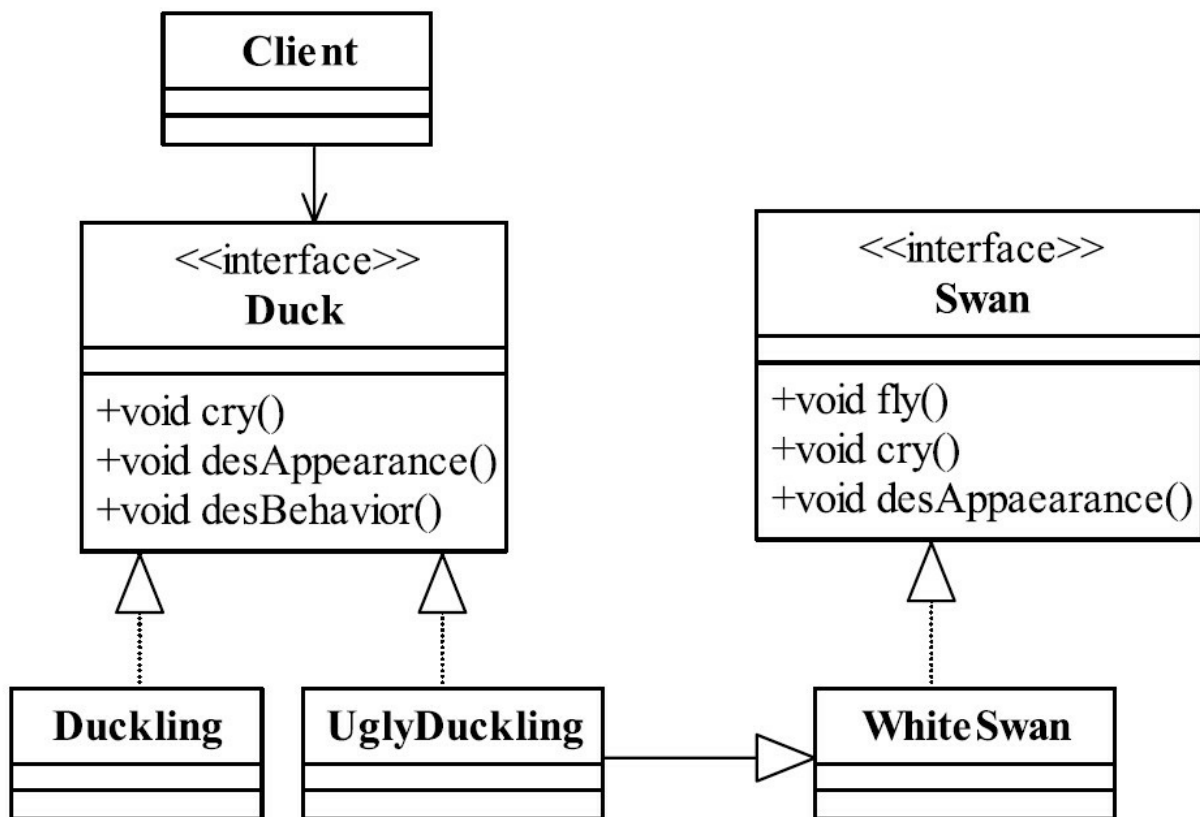 Client
<<interface>>
Duck
+void cry()
+void desAppearance()
+void desBehavior()
<<interface>>
Swan
+void fly()
+void cry()
+void desAppaearance()
Duckling
UglyDuckling
WhiteSwan